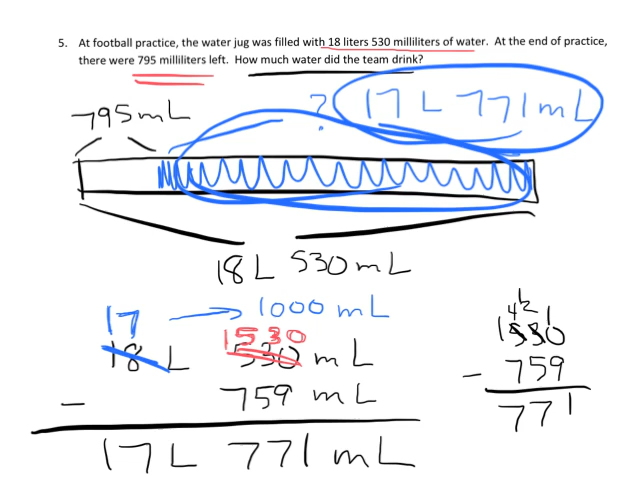 5. At football practice, the water jug was filled with 18 liters 530 milliliters of water. At the end of practice,
there were 795 milliliters left. How much water did the team drink?
795 mL ? 17 L 771 mL
18 L 530 mL
17 → 1000 mL
1530
18 L 530 mL
- 759 mL
17 L 771 mL
4 12 1
1530
- 759
771